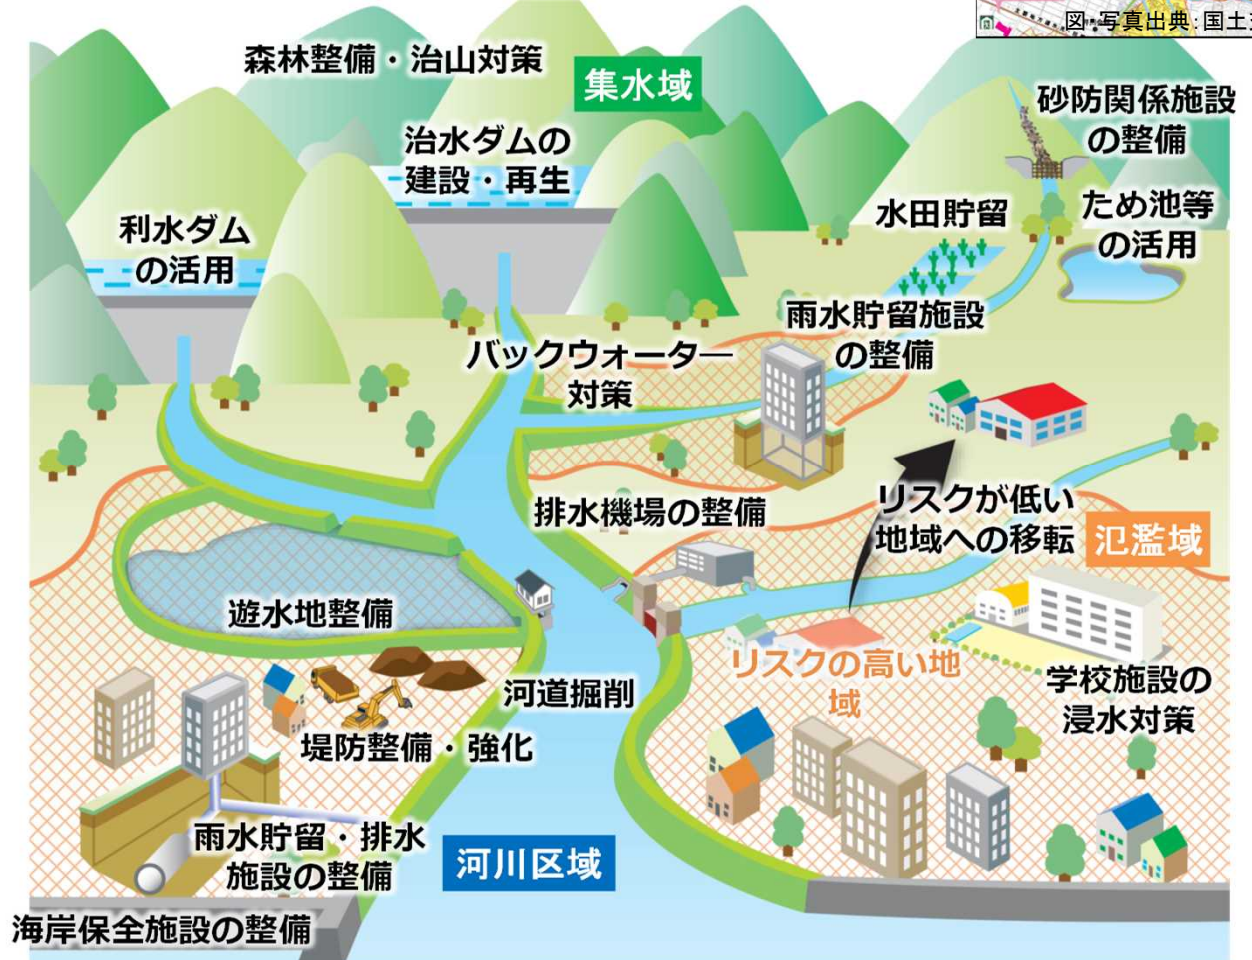 図・写真出典:国土
森林整備・治山対策
集水域
砂防関係施設
の整備
治水ダムの
建設・再生
水田貯留
ため池等
の活用
利水ダム
の活用
雨水貯留施設
の整備
バックウォーター
対策
排水機場の整備
リスクが低い
地域への移転
氾濫域
遊水地整備
リスクの高い地
域
河道掘削
学校施設の
浸水対策
堤防整備・強化
雨水貯留・排水
施設の整備
河川区域
海岸保全施設の整備